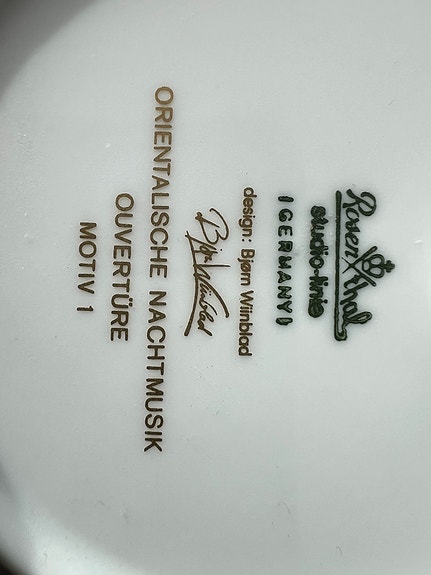 Rosenthal
studio-linie
GERMANY
design: Bjørn Wiinblad
Bjørn Wiinblad
ORIENTALISCHE NACHTMUSIK
OUVERTÜRE
MOTIV 1